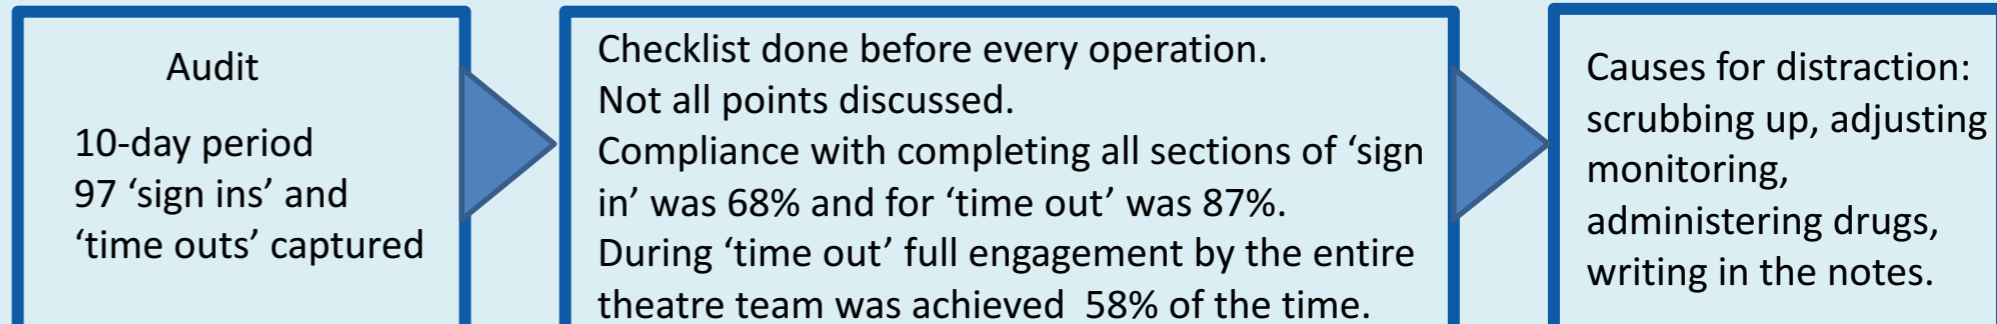 Audit
10-day period
97 ‘sign ins’ and
‘time outs’ captured
Checklist done before every operation.
Not all points discussed.
Compliance with completing all sections of ‘sign
in’ was 68% and for ‘time out’ was 87%.
During ‘time out’ full engagement by the entire
theatre team was achieved  58% of the time.
Causes for distraction:
scrubbing up, adjusting
monitoring,
administering drugs,
writing in the notes.